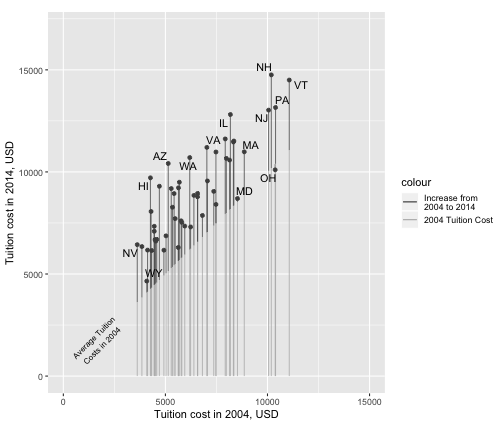 NH
VT
15000
PA
NJ
IL
VA
MA
AZ
WA
OH
10000
HI
MD
NV
WY
5000
Average Tuition
Costs in 2004
0
0
5000
10000
15000
Tuition cost in 2004, USD
Tuition cost in 2014, USD
colour
Increase from
2004 to 2014
2004 Tuition Cost